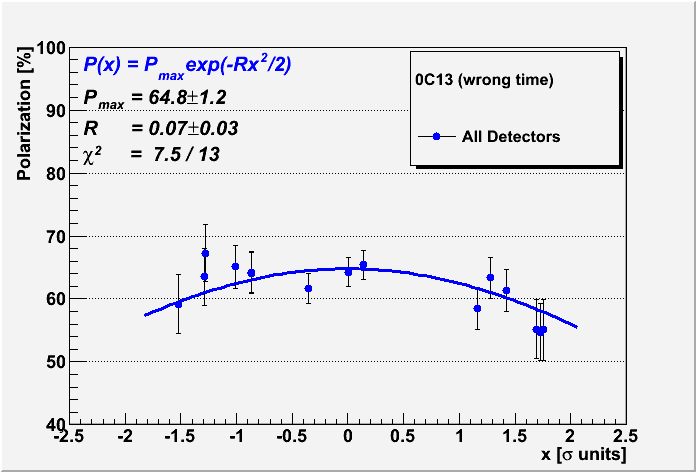 P(x) = P_max exp(-Rx²/2)
P_max = 64.8±1.2
R = 0.07±0.03
χ² = 7.5 / 13
0C13 (wrong time)
All Detectors
Polarization [%]
100
90
80
70
60
50
40
-2.5 -2 -1.5 -1 -0.5 0 0.5 1 1.5 2 2.5
x [σ units]